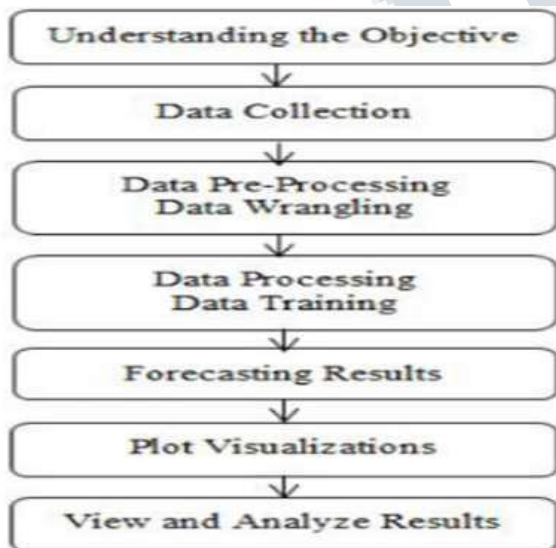 Understanding the Objective
Data Collection
Data Pre-Processing
Data Wrangling
Data Processing
Data Training
Forecasting Results
Plot Visualizations
View and Analyze Results